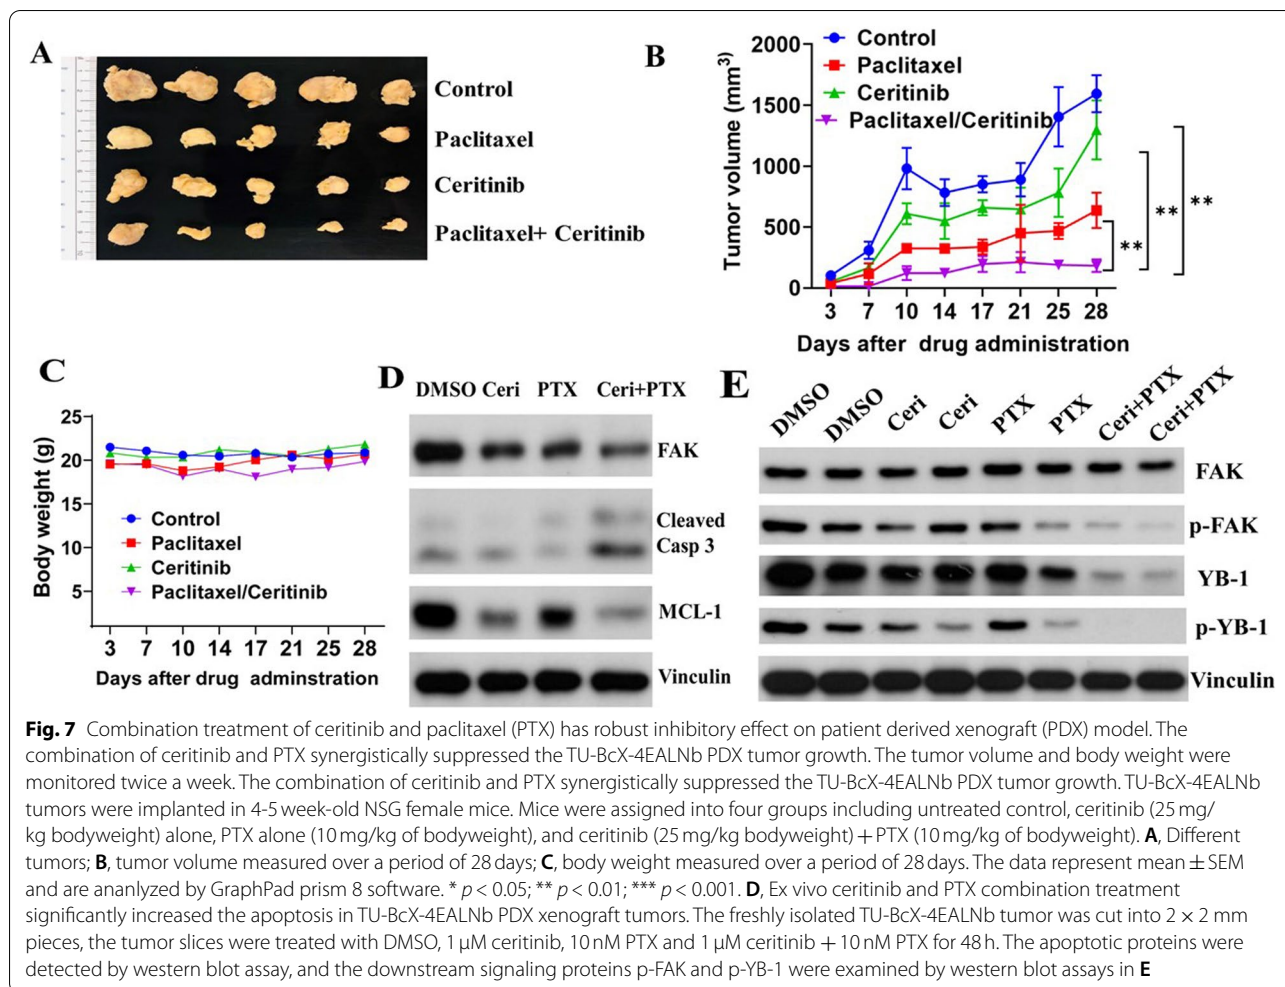 A
Control
Paclitaxel
Ceritinib
Paclitaxel+ Ceritinib
B
Control
Paclitaxel
Ceritinib
Paclitaxel/Ceritinib
Tumor volume (mm³)
2000
1500
1000
500
0
3 7 10 14 17 21 25 28
Days after drug administration
**
**
**
C
Body weight (g)
25
20
15
10
5
Control
Paclitaxel
Ceritinib
Paclitaxel/Ceritinib
3 7 10 14 17 21 25 28
Days after drug adminstration
D
DMSO Ceri PTX Ceri+PTX
FAK
Cleaved
Casp 3
MCL-1
Vinculin
E
DMSO DMSO Ceri Ceri PTX PTX Ceri+PTX Ceri+PTX
FAK
p-FAK
YB-1
p-YB-1
Vinculin
Fig. 7 Combination treatment of ceritinib and paclitaxel (PTX) has robust inhibitory effect on patient derived xenograft (PDX) model. The
combination of ceritinib and PTX synergistically suppressed the TU-BcX-4EALNb PDX tumor growth. The tumor volume and body weight were
monitored twice a week. The combination of ceritinib and PTX synergistically suppressed the TU-BcX-4EALNb PDX tumor growth. TU-BcX-4EALNb
tumors were implanted in 4-5 week-old NSG female mice. Mice were assigned into four groups including untreated control, ceritinib (25 mg/
kg bodyweight) alone, PTX alone (10 mg/kg of bodyweight), and ceritinib (25 mg/kg bodyweight) + PTX (10 mg/kg of bodyweight). A, Different
tumors; B, tumor volume measured over a period of 28 days; C, body weight measured over a period of 28 days. The data represent mean ± SEM
and are ananlyzed by GraphPad prism 8 software. * p < 0.05; ** p < 0.01; *** p < 0.001. D, Ex vivo ceritinib and PTX combination treatment
significantly increased the apoptosis in TU-BcX-4EALNb PDX xenograft tumors. The freshly isolated TU-BcX-4EALNb tumor was cut into 2 × 2 mm
pieces, the tumor slices were treated with DMSO, 1 µM ceritinib, 10 nM PTX and 1 µM ceritinib + 10 nM PTX for 48 h. The apoptotic proteins were
detected by western blot assay, and the downstream signaling proteins p-FAK and p-YB-1 were examined by western blot assays in E